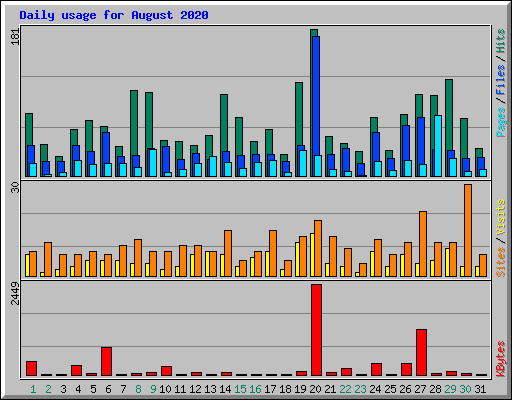 Daily usage for August 2020
181
Pages / Files / Hits
30
Sites / Visits
2449
KBytes
1 2 3 4 5 6 7 8 9 10 11 12 13 14 15 16 17 18 19 20 21 22 23 24 25 26 27 28 29 30 31